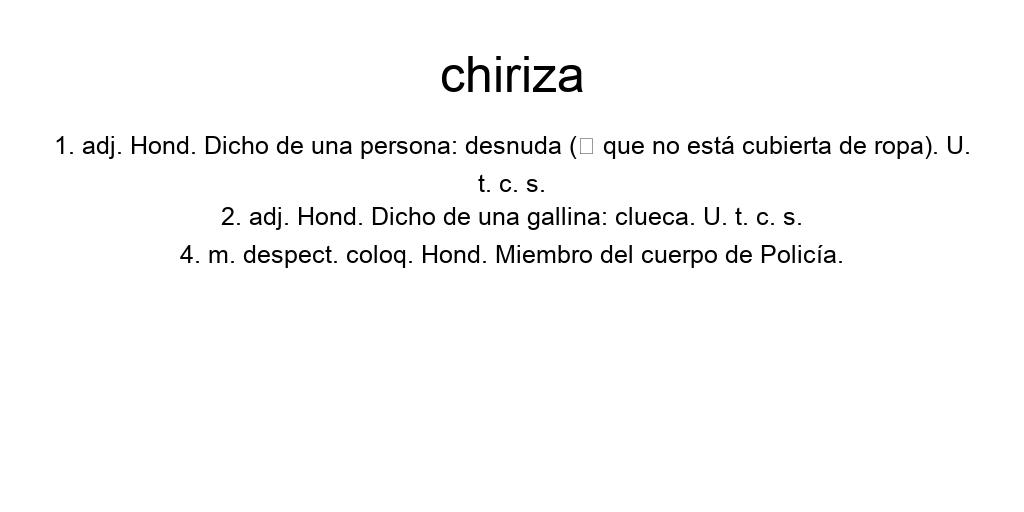 chiriza
1. adj. Hond. Dicho de una persona: desnuda (□ que no está cubierta de ropa). U.
t. c. s.
2. adj. Hond. Dicho de una gallina: clueca. U. t. c. s.
4. m. despect. coloq. Hond. Miembro del cuerpo de Policía.